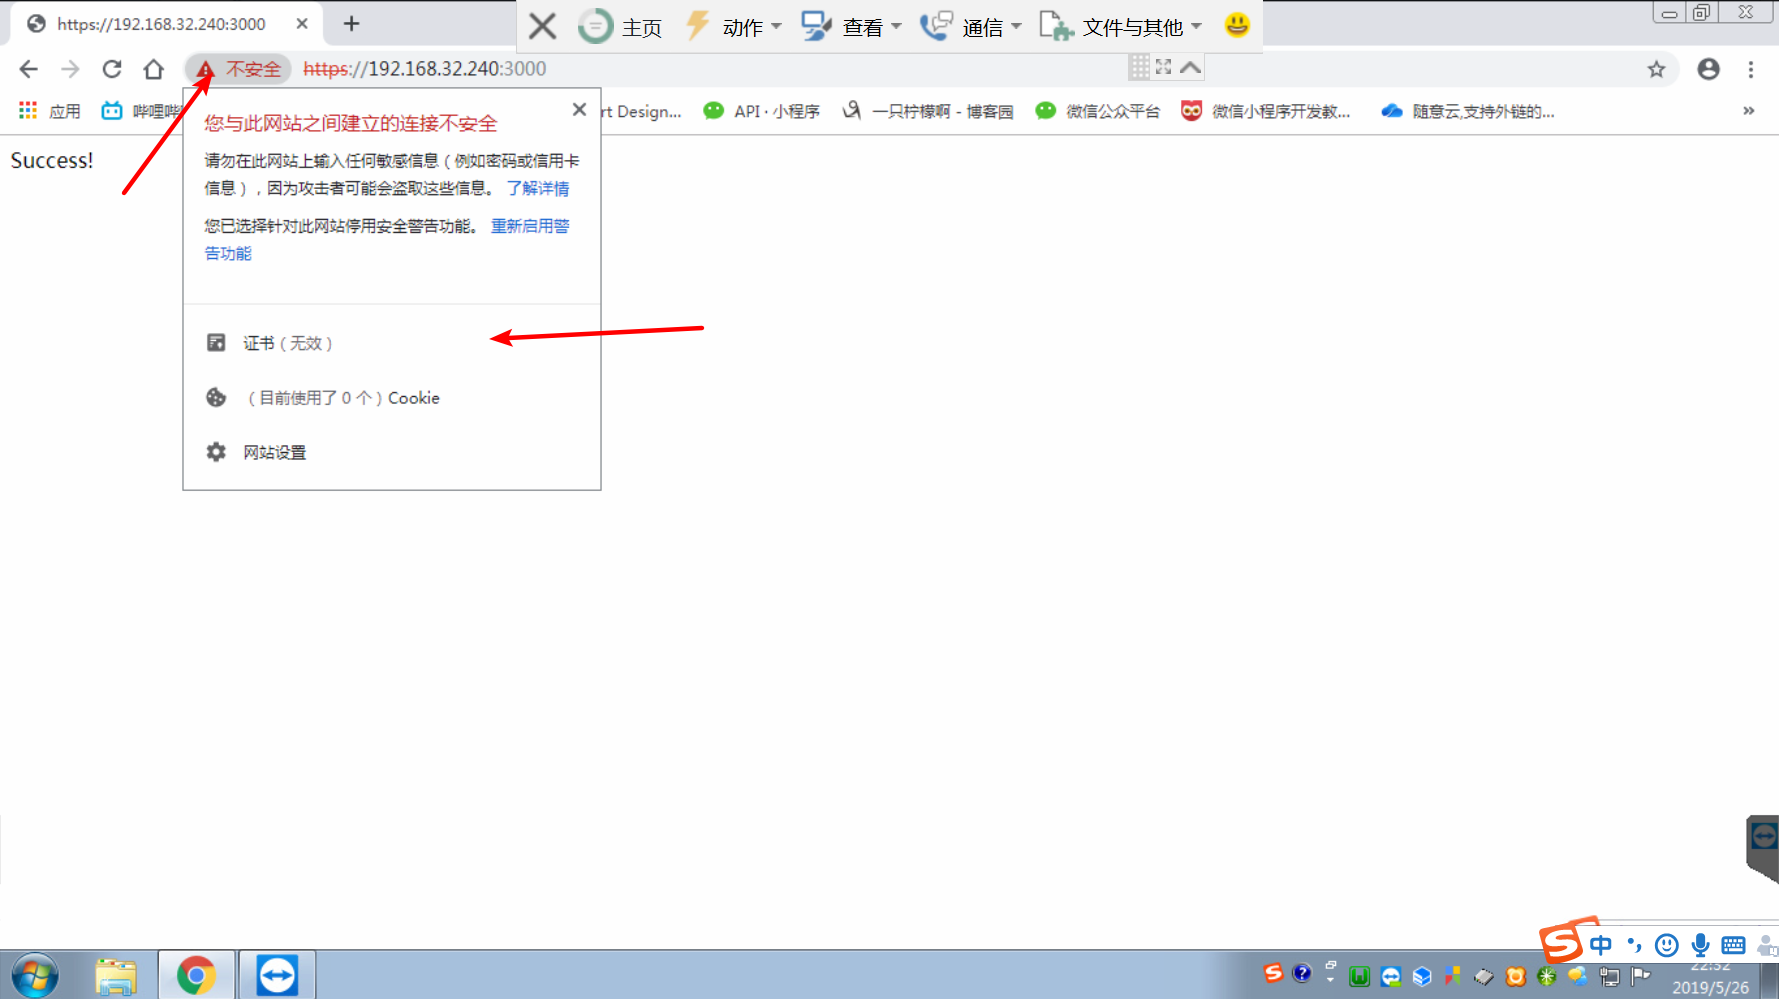 https://192.168.32.240:3000
主页
动作
查看
通信
文件与其他
不安全
https://192.168.32.240:3000
应用
哔哩哔
rt Design...
API · 小程序
一只柠檬啊 - 博客园
微信公众平台
微信小程序开发教...
随意云,支持外链的...
»
Success!
您与此网站之间建立的连接不安全
请勿在此网站上输入任何敏感信息（例如密码或信用卡
信息），因为攻击者可能会盗取这些信息。 了解详情
您已选择针对此网站停用安全警告功能。 重新启用警
告功能
证书（无效）
（目前使用了 0 个）Cookie
网站设置
中
22:52
2019/5/26